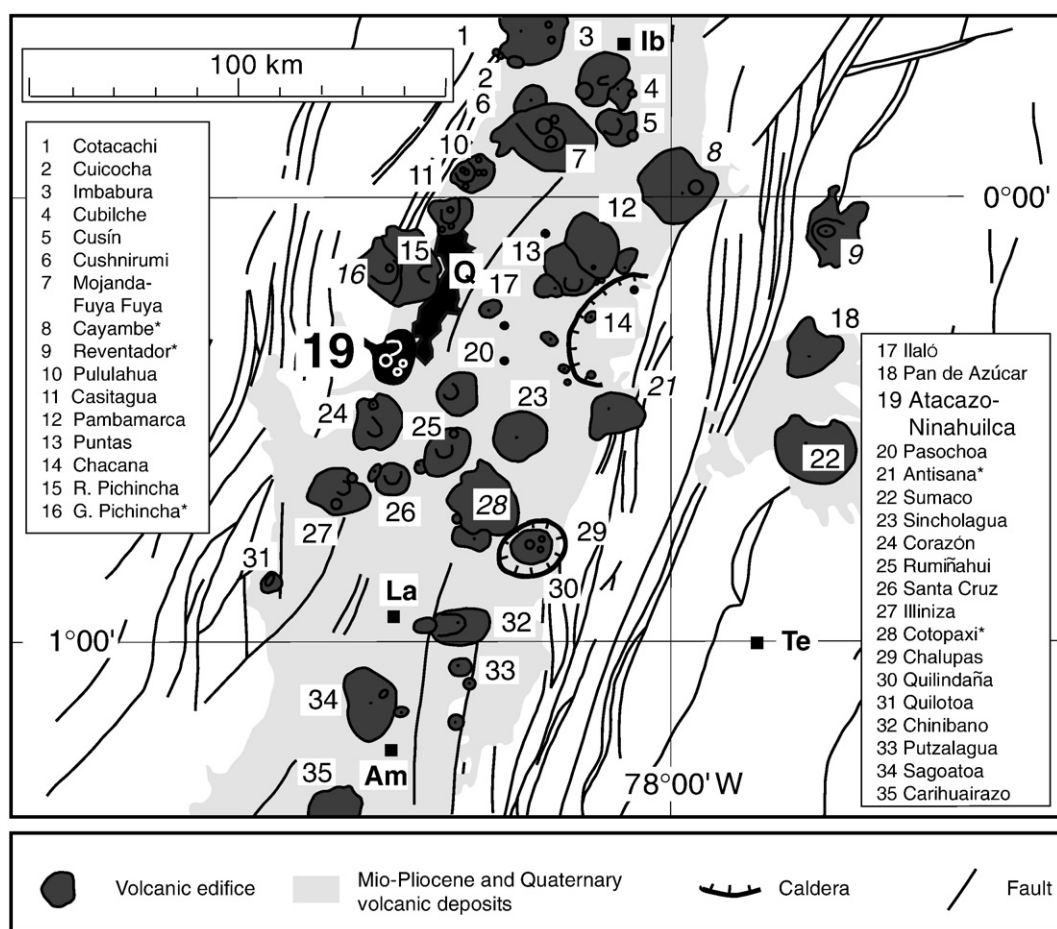 100 km
1 Cotacachi
2 Cuicocha
3 Imbabura
4 Cubilche
5 Cusín
6 Cushnirumi
7 Mojanda-
Fuya Fuya
8 Cayambe*
9 Reventador*
10 Pululahua
11 Casitagua
12 Pambamarca
13 Puntas
14 Chacana
15 R. Pichincha
16 G. Pichincha*
1
3
Ib
2
4
6
5
10
7
8
11
0°00'
12
9
15
13
16
Q
17
14
18
19
20
21
23
24
25
22
28
26
27
29
31
30
La
32
1°00'
Te
33
34
78°00' W
Am
35
17 Ilaló
18 Pan de Azúcar
19 Atacazo-
Ninahuilca
20 Pasochoa
21 Antisana*
22 Sumaco
23 Sincholagua
24 Corazón
25 Rumiñahui
26 Santa Cruz
27 Illiniza
28 Cotopaxi*
29 Chalupas
30 Quilindaña
31 Quilotoa
32 Chinibano
33 Putzalagua
34 Sagoatoa
35 Carihuairazo
Volcanic edifice
Mio-Pliocene and Quaternary
volcanic deposits
Caldera
Fault